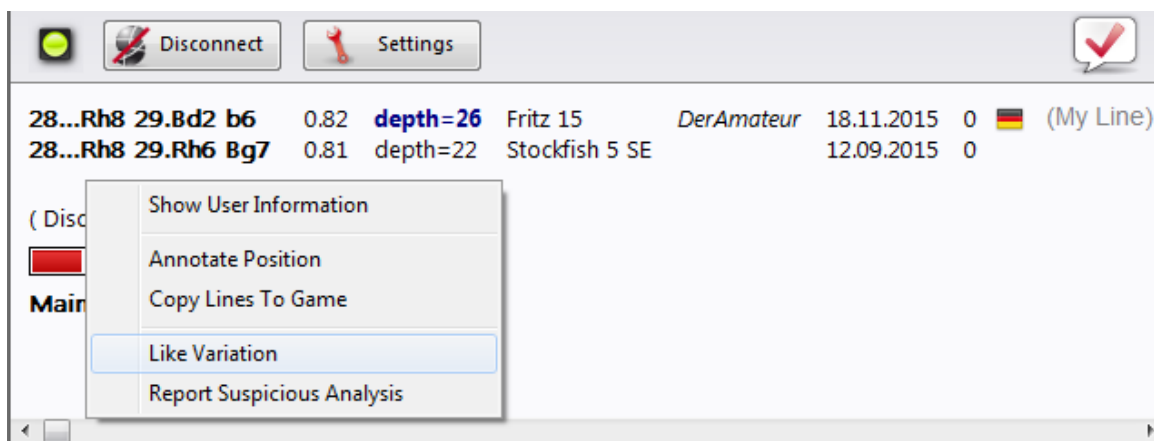 Disconnect Settings
28...Rh8 29.Bd2 b6 0.82 depth=26 Fritz 15 DerAmateur 18.11.2015 0 (My Line)
28...Rh8 29.Rh6 Bg7 0.81 depth=22 Stockfish 5 SE 12.09.2015 0
Show User Information
( Disc
Annotate Position
Copy Lines To Game
Main
Like Variation
Report Suspicious Analysis